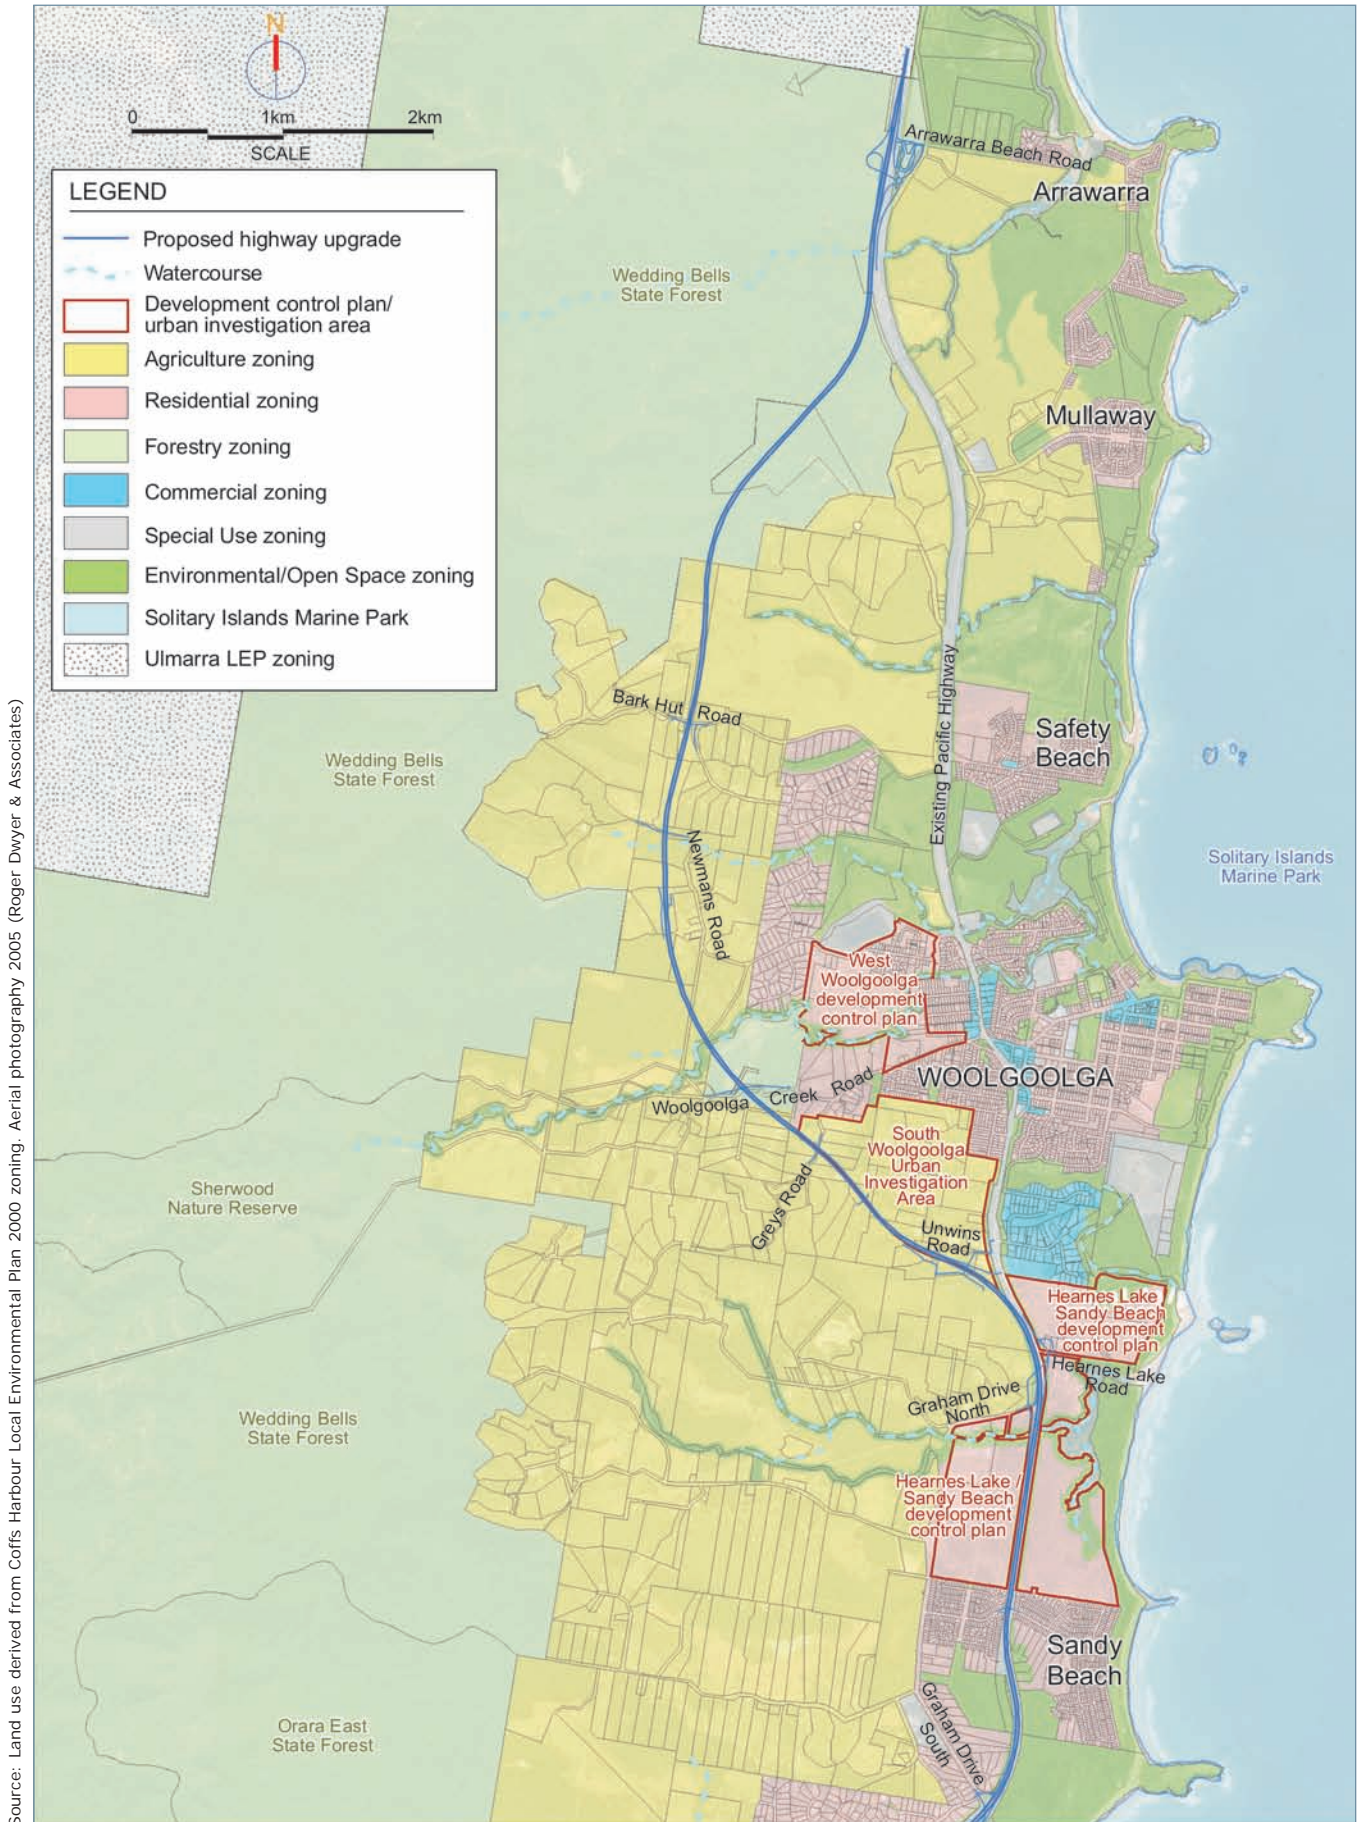 N
0 1km 2km
SCALE
LEGEND
Proposed highway upgrade
Watercourse
Development control plan/
urban investigation area
Agriculture zoning
Residential zoning
Forestry zoning
Commercial zoning
Special Use zoning
Environmental/Open Space zoning
Solitary Islands Marine Park
Ulmarra LEP zoning
Arrawarra Beach Road
Arrawarra
Wedding Bells
State Forest
Mullaway
Existing Pacific Highway
Bark Hut Road
Safety
Beach
Wedding Bells
State Forest
Newmans Road
Solitary Islands
Marine Park
West
Woolgoolga
development
control plan
WOOLGOOLGA
Woolgoolga Creek Road
South
Woolgoolga
Urban
Investigation
Area
Greys Road
Unwins
Road
Sherwood
Nature Reserve
Hearnes Lake /
Sandy Beach
development
control plan
Hearnes Lake
Road
Graham Drive
North
Wedding Bells
State Forest
Hearnes Lake /
Sandy Beach
development
control plan
Sandy
Beach
Graham Drive
South
Orara East
State Forest
Source: Land use derived from Coffs Harbour Local Environmental Plan 2000 zoning. Aerial photography 2005 (Roger Dwyer & Associates)